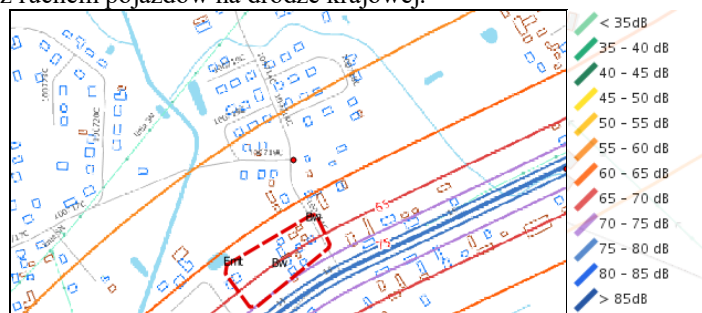 z ruchem pojazdów na drodze krajowej.
< 35dB
35 - 40 dB
40 - 45 dB
45 - 50 dB
50 - 55 dB
55 - 60 dB
60 - 65 dB
65 - 70 dB
70 - 75 dB
75 - 80 dB
80 - 85 dB
> 85dB
65
75
Bw